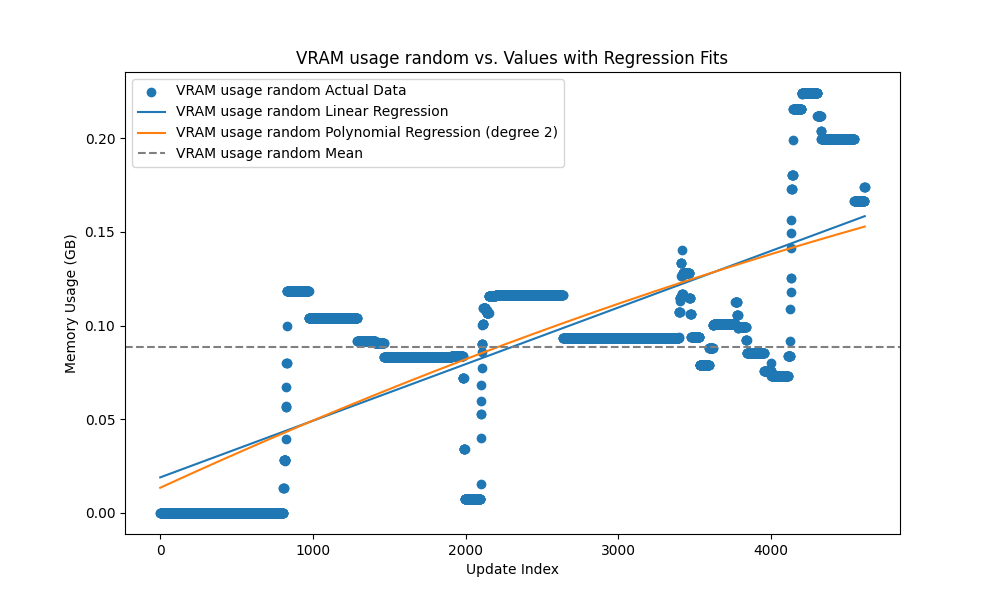 VRAM usage random vs. Values with Regression Fits
VRAM usage random Actual Data
VRAM usage random Linear Regression
VRAM usage random Polynomial Regression (degree 2)
VRAM usage random Mean
Memory Usage (GB)
0.20
0.15
0.10
0.05
0.00
0 1000 2000 3000 4000
Update Index